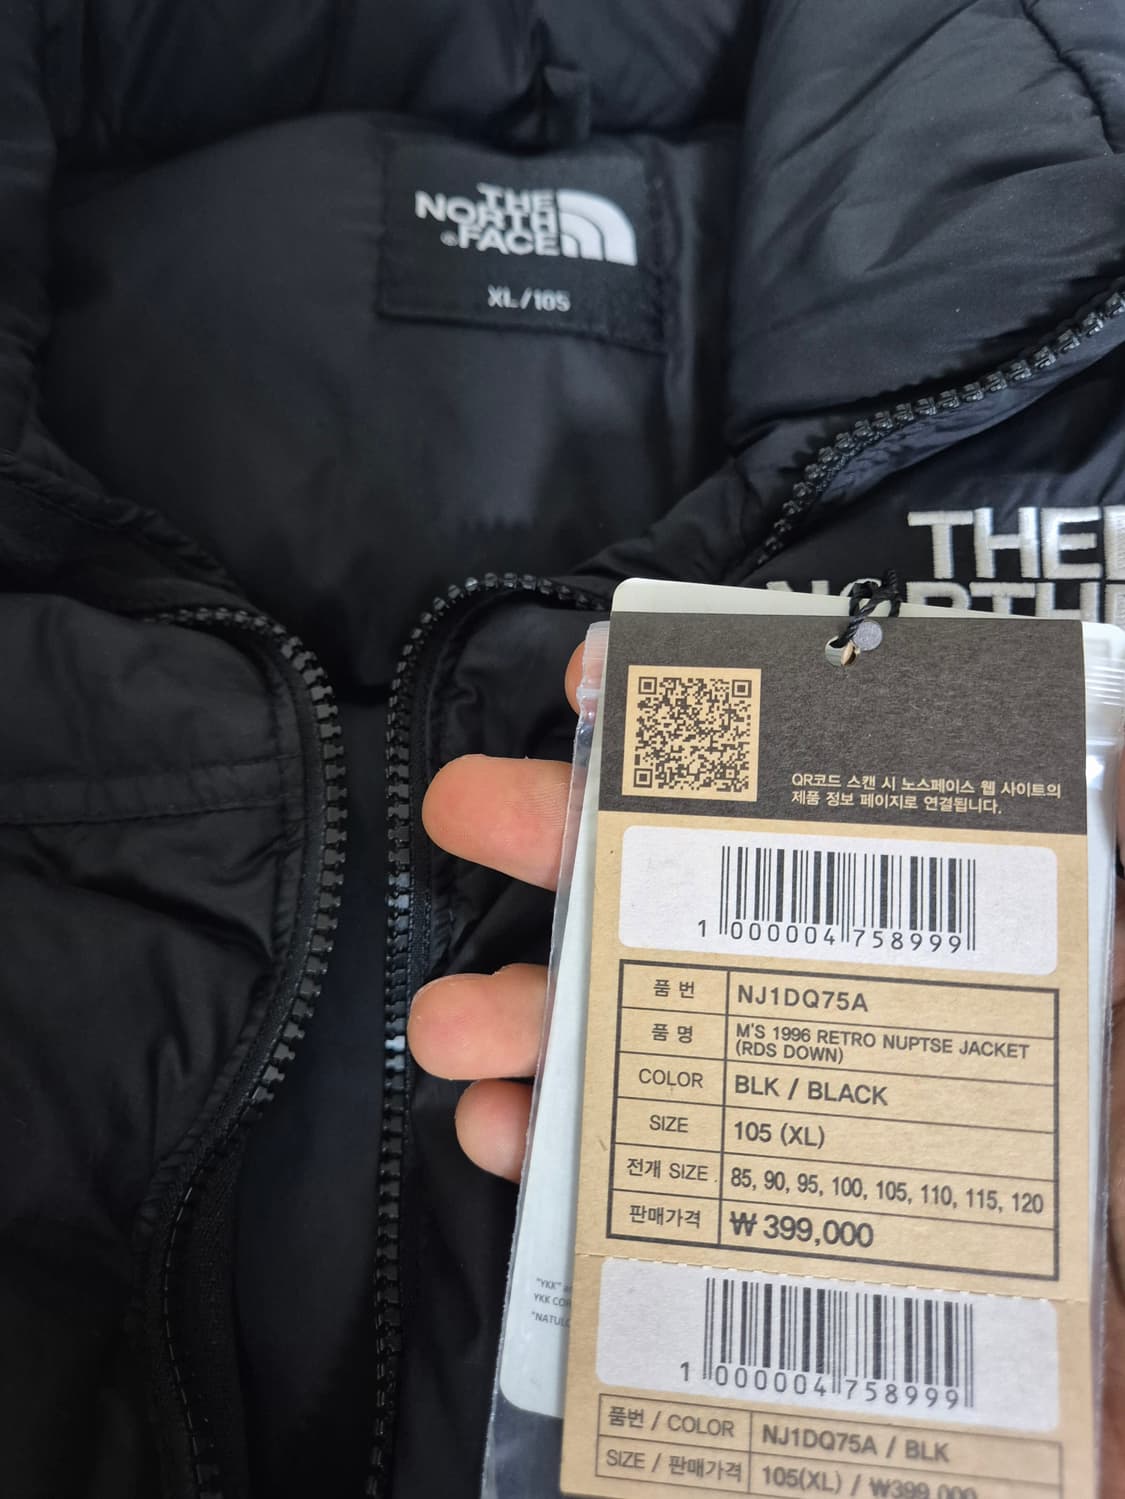 THE
NORTH
FACE
XL/105
THE
NORTH
QR코드 스캔 시 노스페이스 웹 사이트의
제품 정보 페이지로 연결됩니다.
1 000004 758999
품 번 NJ1DQ75A
품 명 M'S 1996 RETRO NUPTSE JACKET
(RDS DOWN)
COLOR BLK / BLACK
SIZE 105 (XL)
전개 SIZE 85, 90, 95, 100, 105, 110, 115, 120
판매가격 ₩ 399,000
"YKK"
YKK
1 000004 758999
품번 / COLOR NJ1DQ75A / BLK
SIZE / 판매가격 105(XL) / ₩399,000